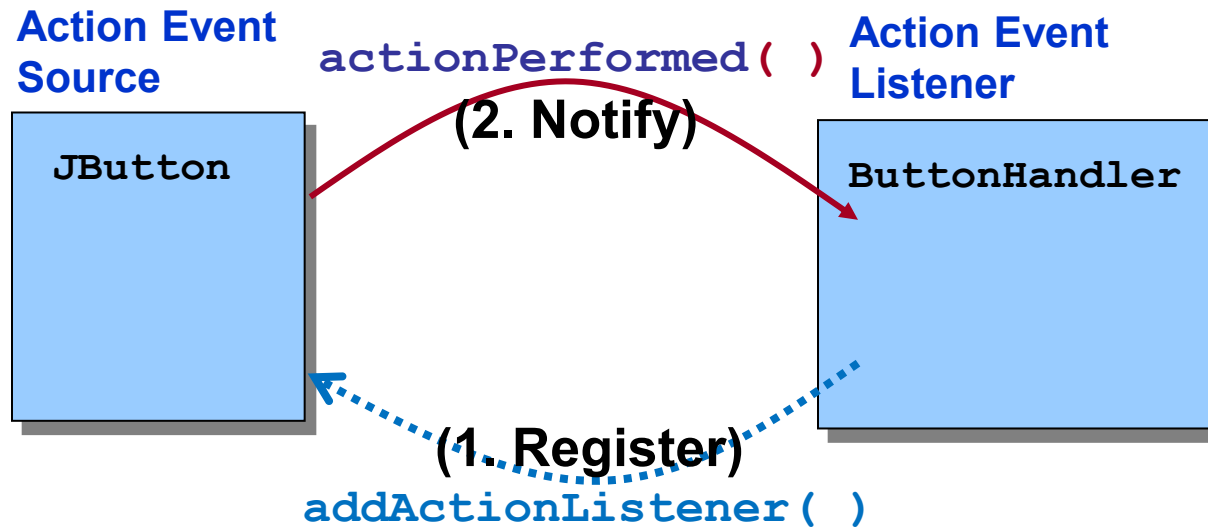 Action Event
Source
actionPerformed( )
Action Event
Listener
(2. Notify)
JButton
ButtonHandler
(1. Register)
addActionListener( )